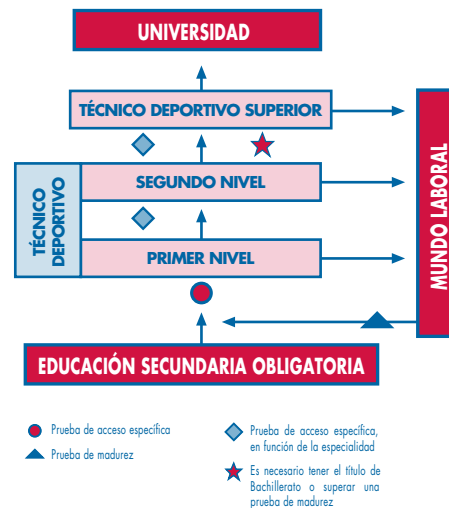 UNIVERSIDAD
TÉCNICO DEPORTIVO SUPERIOR
SEGUNDO NIVEL
TÉCNICO
DEPORTIVO
PRIMER NIVEL
MUNDO LABORAL
EDUCACIÓN SECUNDARIA OBLIGATORIA
Prueba de acceso específica
Prueba de madurez
Prueba de acceso específica,
en función de la especialidad
Es necesario tener el título de
Bachillerato o superar una
prueba de madurez